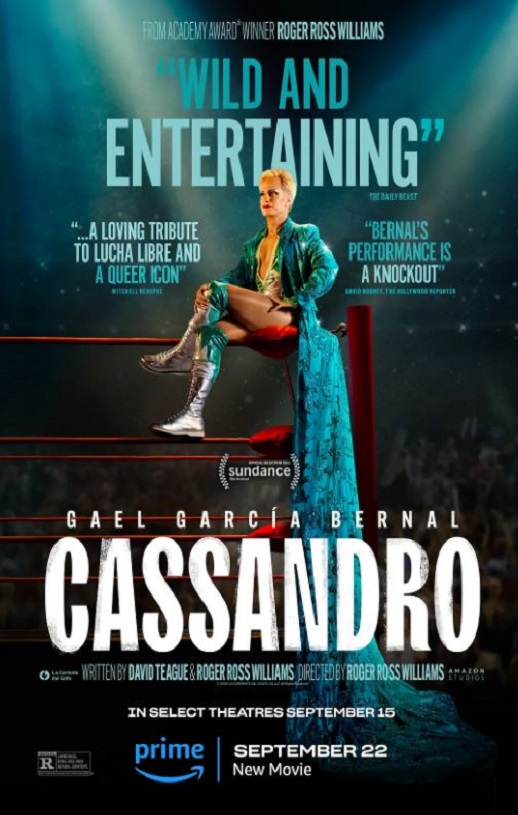 FROM ACADEMY AWARD® WINNER ROGER ROSS WILLIAMS
“WILD AND
ENTERTAINING”
THE DAILY BEAST
“...A LOVING TRIBUTE
TO LUCHA LIBRE AND
A QUEER ICON”
“BERNAL’S
PERFORMANCE IS
A KNOCKOUT”
DAVID ROONEY, THE HOLLYWOOD REPORTER
sundance
GAEL GARCÍA BERNAL
CASSANDRO
WRITTEN BY DAVID TEAGUE & ROGER ROSS WILLIAMS DIRECTED BY ROGER ROSS WILLIAMS AMAZON STUDIOS
IN SELECT THEATRES SEPTEMBER 15
R
prime
SEPTEMBER 22
New Movie